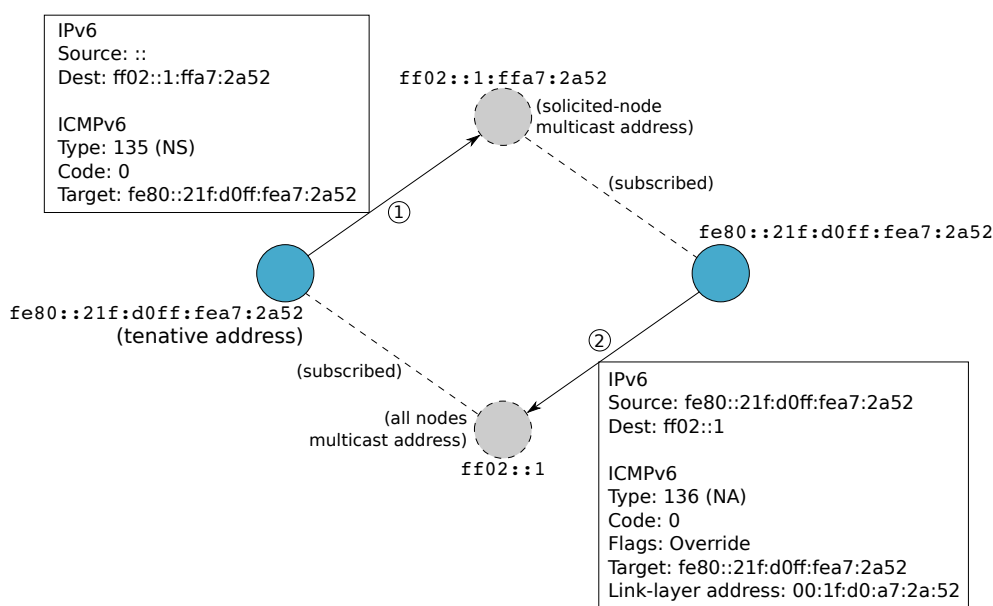 IPv6
Source: ::
Dest: ff02::1:ffa7:2a52
ICMPv6
Type: 135 (NS)
Code: 0
Target: fe80::21f:d0ff:fea7:2a52
ff02::1:ffa7:2a52
(solicited-node
multicast address)
(subscribed)
1
fe80::21f:d0ff:fea7:2a52
fe80::21f:d0ff:fea7:2a52
(tenative address)
2
(subscribed)
(all nodes
multicast address)
ff02::1
IPv6
Source: fe80::21f:d0ff:fea7:2a52
Dest: ff02::1
ICMPv6
Type: 136 (NA)
Code: 0
Flags: Override
Target: fe80::21f:d0ff:fea7:2a52
Link-layer address: 00:1f:d0:a7:2a:52